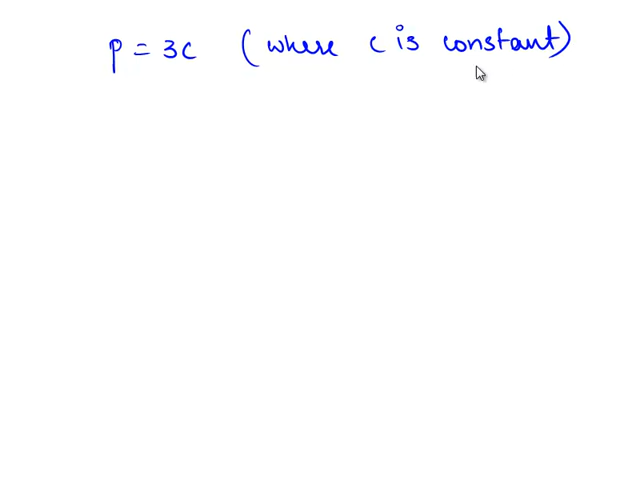 p = 3c (where c is constant)